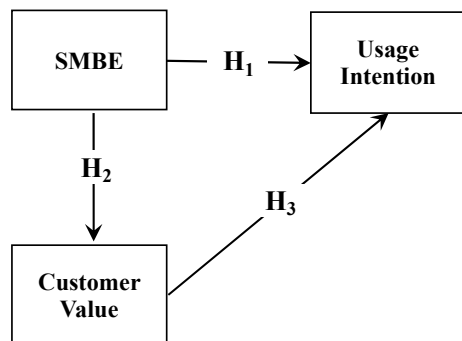 SMBE
H₁
Usage
Intention
H₂
H₃
Customer
Value